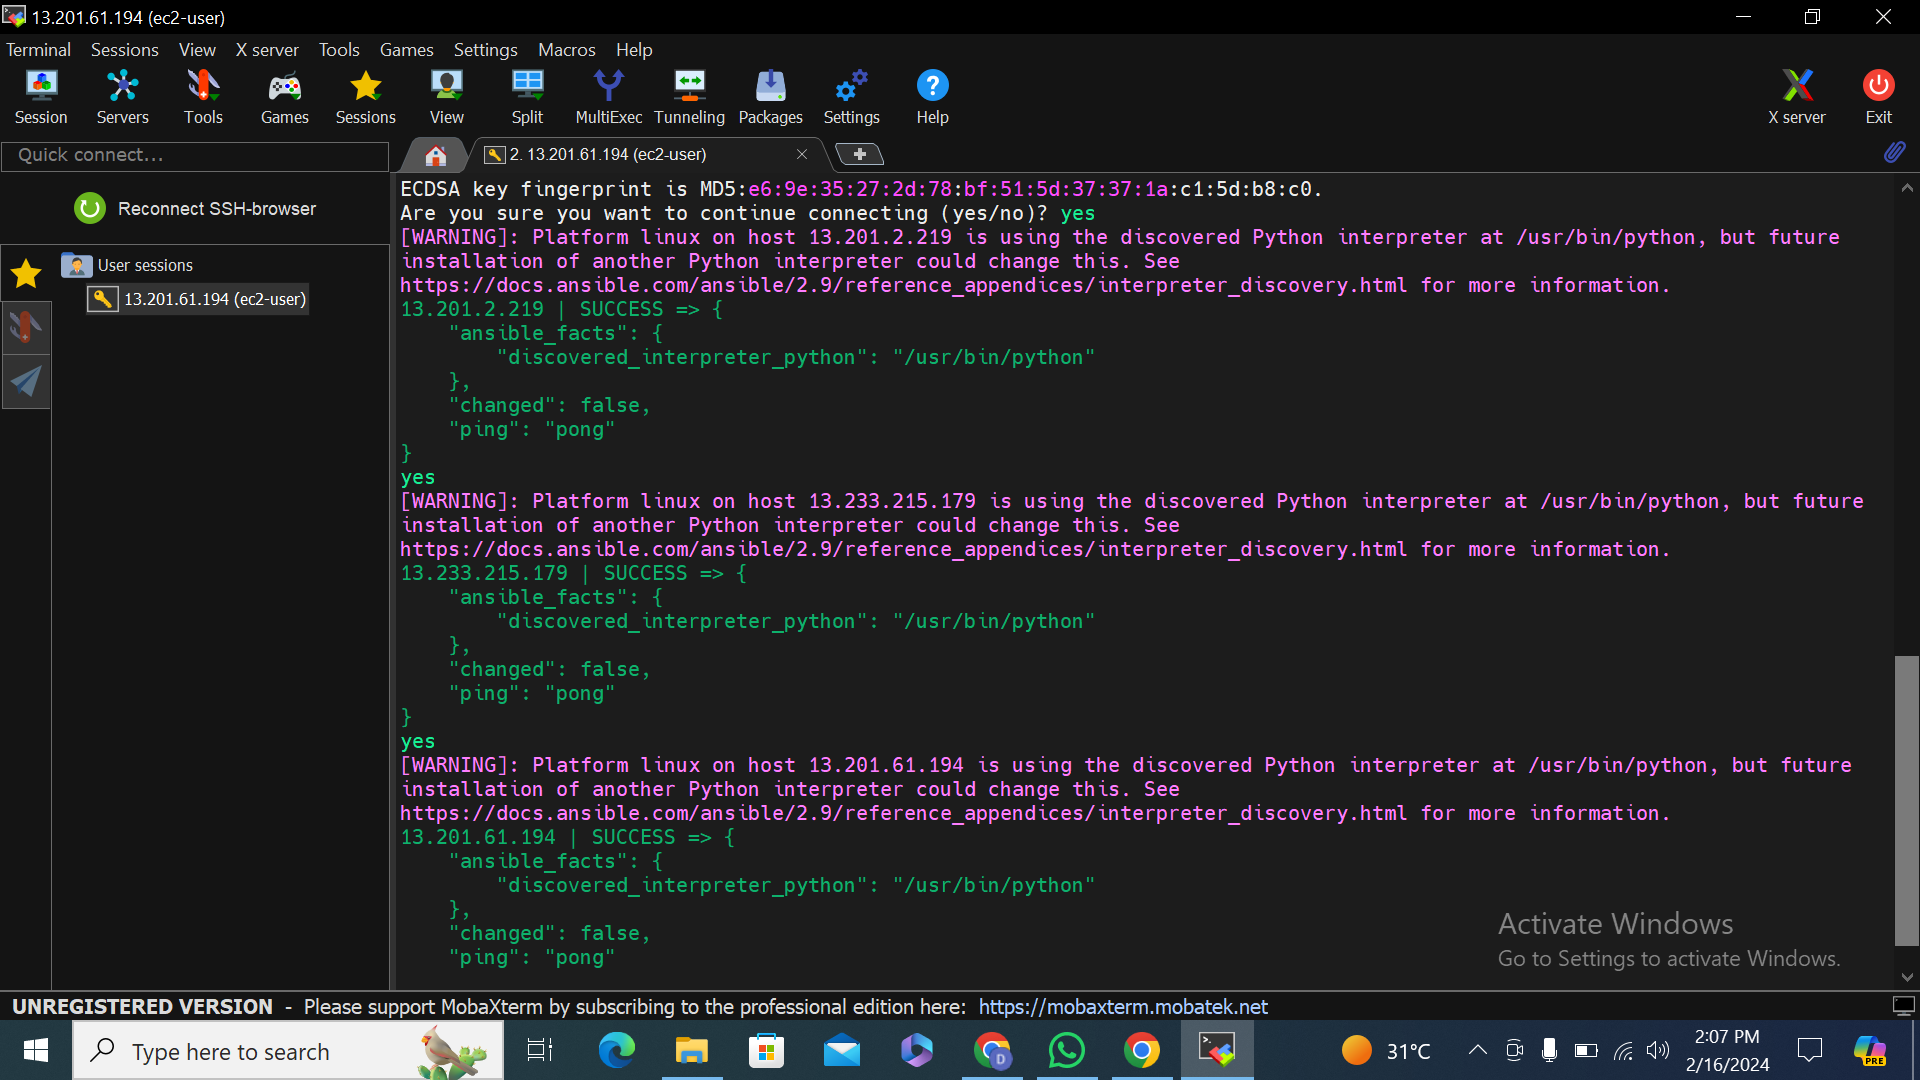 13.201.61.194 (ec2-user)
Terminal Sessions View X server Tools Games Settings Macros Help
Session Servers Tools Games Sessions View Split MultiExec Tunneling Packages Settings Help X server Exit
Quick connect...
2. 13.201.61.194 (ec2-user)
Reconnect SSH-browser
User sessions
13.201.61.194 (ec2-user)
ECDSA key fingerprint is MD5:e6:9e:35:27:2d:78:bf:51:5d:37:37:1a:c1:5d:b8:c0.
Are you sure you want to continue connecting (yes/no)? yes
[WARNING]: Platform linux on host 13.201.2.219 is using the discovered Python interpreter at /usr/bin/python, but future
installation of another Python interpreter could change this. See
https://docs.ansible.com/ansible/2.9/reference_appendices/interpreter_discovery.html for more information.
13.201.2.219 | SUCCESS => {
    "ansible_facts": {
        "discovered_interpreter_python": "/usr/bin/python"
    },
    "changed": false,
    "ping": "pong"
}
yes
[WARNING]: Platform linux on host 13.233.215.179 is using the discovered Python interpreter at /usr/bin/python, but future
installation of another Python interpreter could change this. See
https://docs.ansible.com/ansible/2.9/reference_appendices/interpreter_discovery.html for more information.
13.233.215.179 | SUCCESS => {
    "ansible_facts": {
        "discovered_interpreter_python": "/usr/bin/python"
    },
    "changed": false,
    "ping": "pong"
}
yes
[WARNING]: Platform linux on host 13.201.61.194 is using the discovered Python interpreter at /usr/bin/python, but future
installation of another Python interpreter could change this. See
https://docs.ansible.com/ansible/2.9/reference_appendices/interpreter_discovery.html for more information.
13.201.61.194 | SUCCESS => {
    "ansible_facts": {
        "discovered_interpreter_python": "/usr/bin/python"
    },
    "changed": false,
    "ping": "pong"
Activate Windows
Go to Settings to activate Windows.
UNREGISTERED VERSION - Please support MobaXterm by subscribing to the professional edition here: https://mobaxterm.mobatek.net
Type here to search
D
31°C
2:07 PM
2/16/2024
PRE